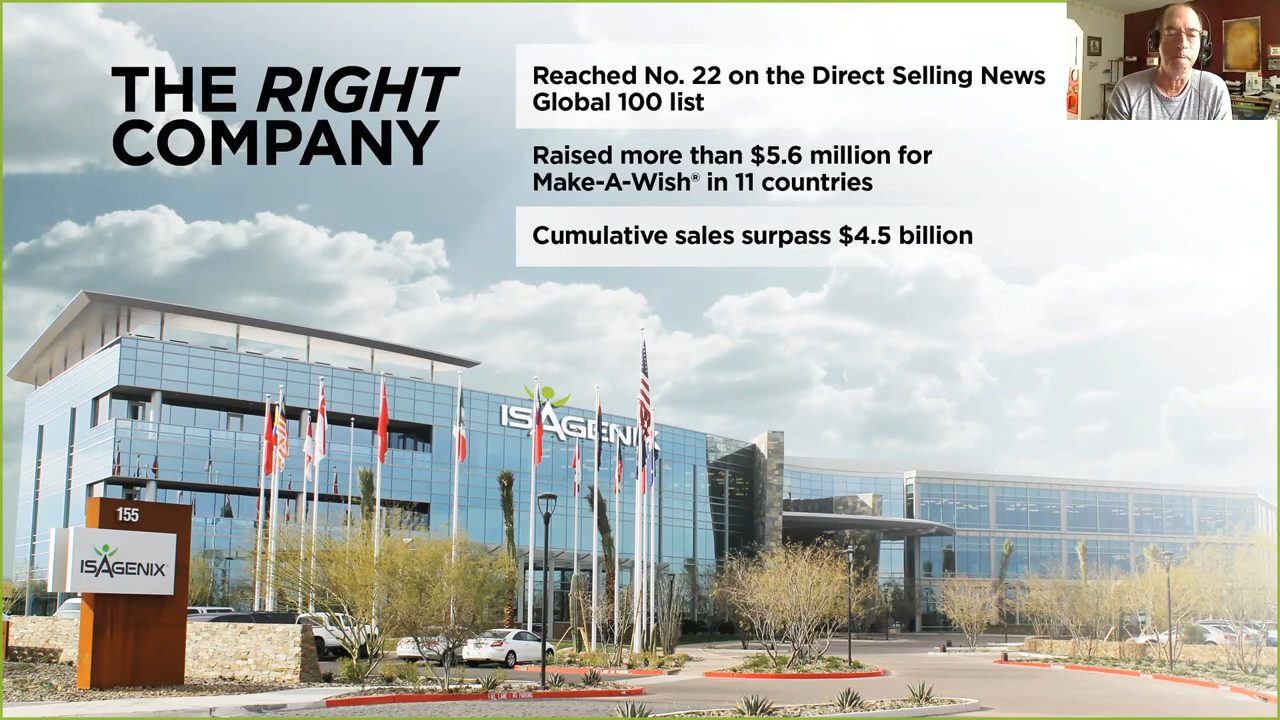 THE RIGHT
COMPANY
Reached No. 22 on the Direct Selling News
Global 100 list
Raised more than $5.6 million for
Make-A-Wish® in 11 countries
Cumulative sales surpass $4.5 billion
ISAGENIX
155
ISAGENIX